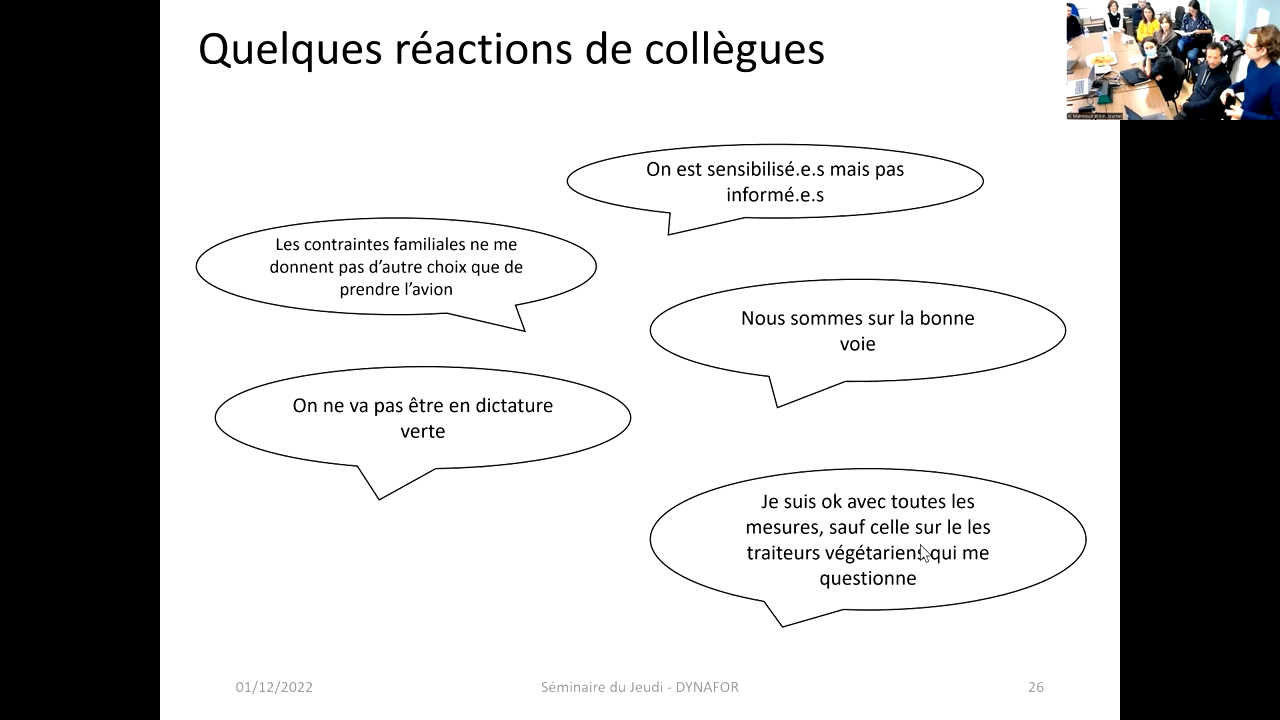 Quelques réactions de collègues
On est sensibilisé.e.s mais pas
informé.e.s
Les contraintes familiales ne me
donnent pas d’autre choix que de
prendre l’avion
Nous sommes sur la bonne
voie
On ne va pas être en dictature
verte
Je suis ok avec toutes les
mesures, sauf celle sur le les
traiteurs végétariens qui me
questionne
01/12/2022
Séminaire du Jeudi - DYNAFOR
26